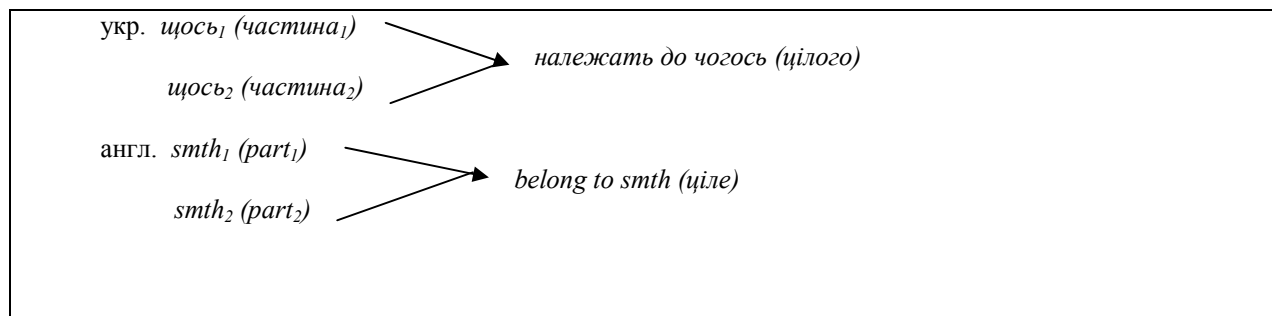 укр. щось₁ (частина₁)
належать до чогось (цілого)
щось₂ (частина₂)
англ. smth₁ (part₁)
belong to smth (ціле)
smth₂ (part₂)